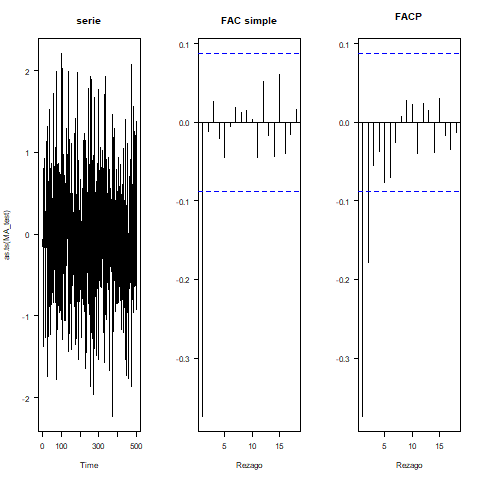 serie
FAC simple
FACP
as.ts(MA_test)
2
1
0
-1
-2
0 100 300 500
Time
0.1
0.0
-0.1
-0.2
-0.3
5 10 15
Rezago
0.1
0.0
-0.1
-0.2
-0.3
5 10 15
Rezago